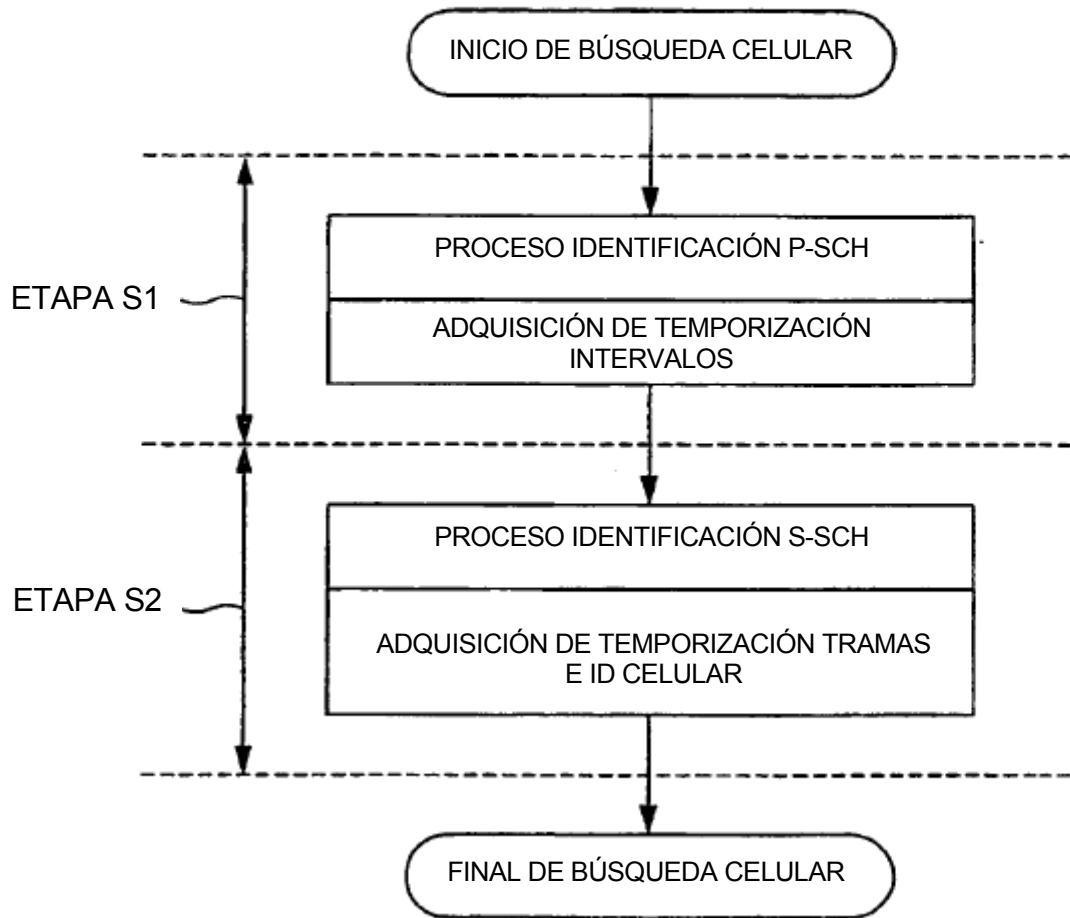 INICIO DE BÚSQUEDA CELULAR
ETAPA S1
PROCESO IDENTIFICACIÓN P-SCH
ADQUISICIÓN DE TEMPORIZACIÓN
INTERVALOS
ETAPA S2
PROCESO IDENTIFICACIÓN S-SCH
ADQUISICIÓN DE TEMPORIZACIÓN TRAMAS
E ID CELULAR
FINAL DE BÚSQUEDA CELULAR